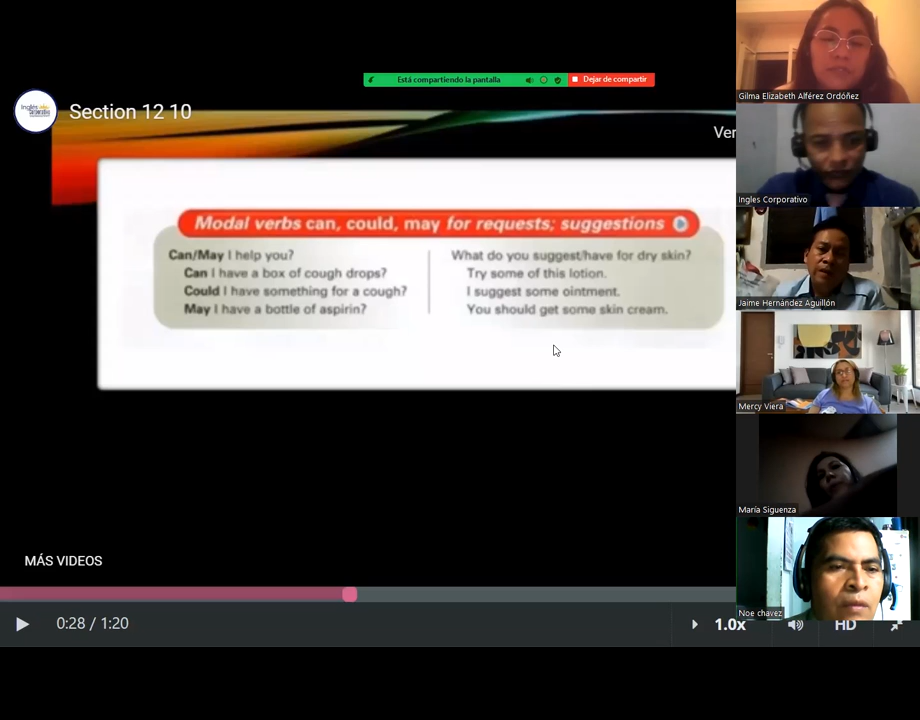 Está compartiendo la pantalla
Dejar de compartir
Section 12 10
Ver
Modal verbs can, could, may for requests; suggestions
Can/May I help you?
Can I have a box of cough drops?
Could I have something for a cough?
May I have a bottle of aspirin?
What do you suggest/have for dry skin?
Try some of this lotion.
I suggest some ointment.
You should get some skin cream.
MÁS VIDEOS
0:28 / 1:20
1.0x
HD
Gilma Elizabeth Alférez Ordóñez
Ingles Corporativo
Jaime Hernández Aguillón
Mercy Viera
María Siguenza
Noe chavez